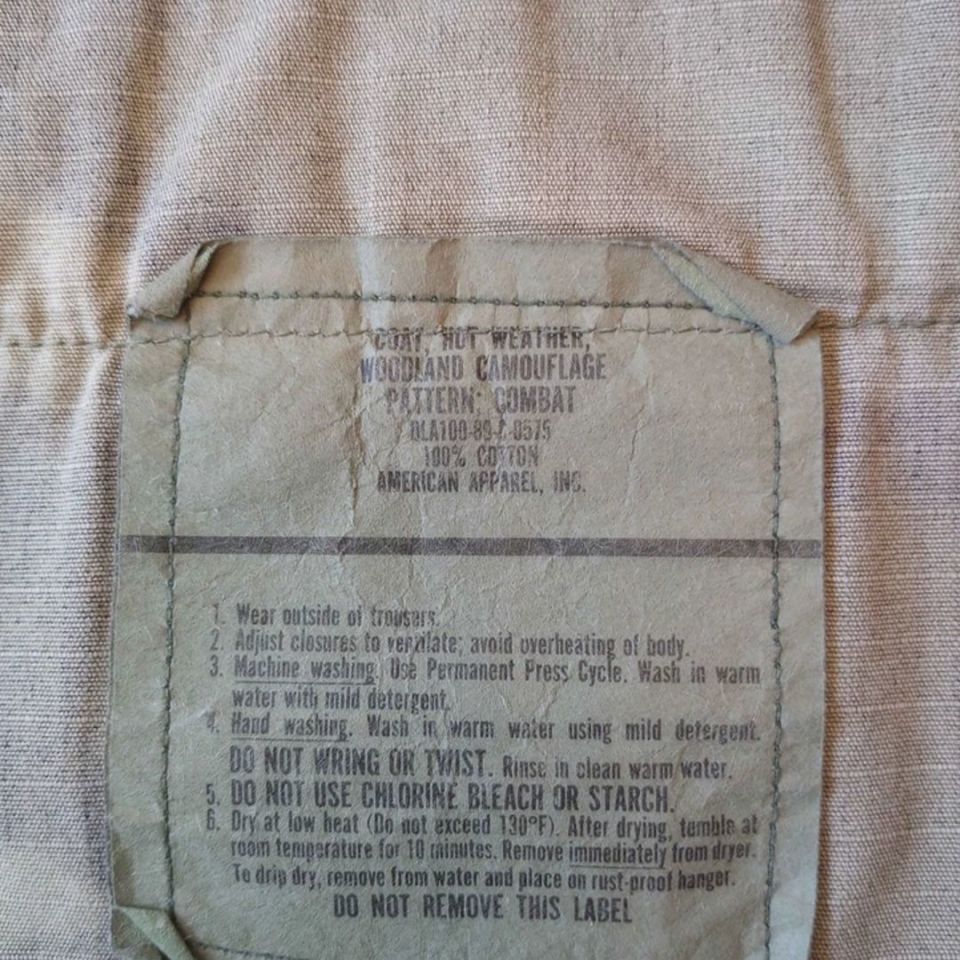 COAT, HOT WEATHER,
WOODLAND CAMOUFLAGE
PATTERN: COMBAT
DLA100-89-C-0575
100% COTTON
AMERICAN APPAREL, INC.
1. Wear outside of trousers.
2. Adjust closures to ventilate; avoid overheating of body.
3. Machine washing. Use Permanent Press Cycle. Wash in warm
water with mild detergent.
4. Hand washing. Wash in warm water using mild detergent.
DO NOT WRING OR TWIST. Rinse in clean warm water.
5. DO NOT USE CHLORINE BLEACH OR STARCH.
6. Dry at low heat (Do not exceed 130°F). After drying, tumble at
room temperature for 10 minutes. Remove immediately from dryer.
To drip dry, remove from water and place on rust-proof hanger.
DO NOT REMOVE THIS LABEL